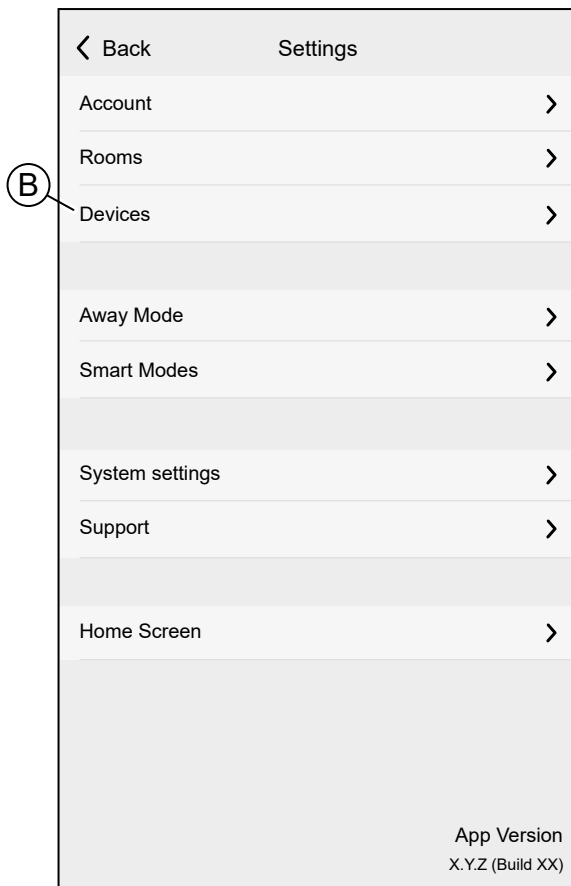 Back Settings
Account
Rooms
B
Devices
Away Mode
Smart Modes
System settings
Support
Home Screen
App Version
X.Y.Z (Build XX)